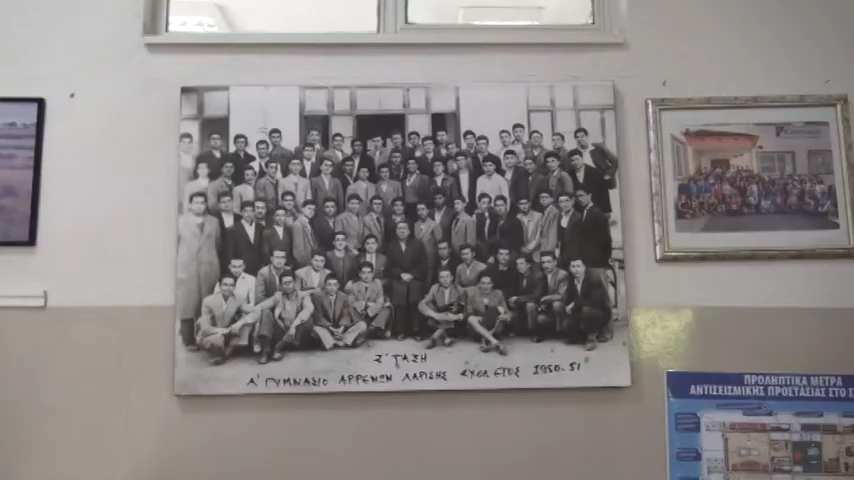 Σ' ΤΑΞΗ
Α' ΓΥΜΝΑΣΙΟ ΑΡΡΕΝΩΝ ΛΑΡΙΣΗΣ ΣΧΟΛ ΕΤΟΣ 1950-51
ΠΡΟΛΗΠΤΙΚΑ ΜΕΤΡΑ
ΑΝΤΙΣΕΙΣΜΙΚΗΣ ΠΡΟΣΤΑΣΙΑΣ ΣΤΟ Σ